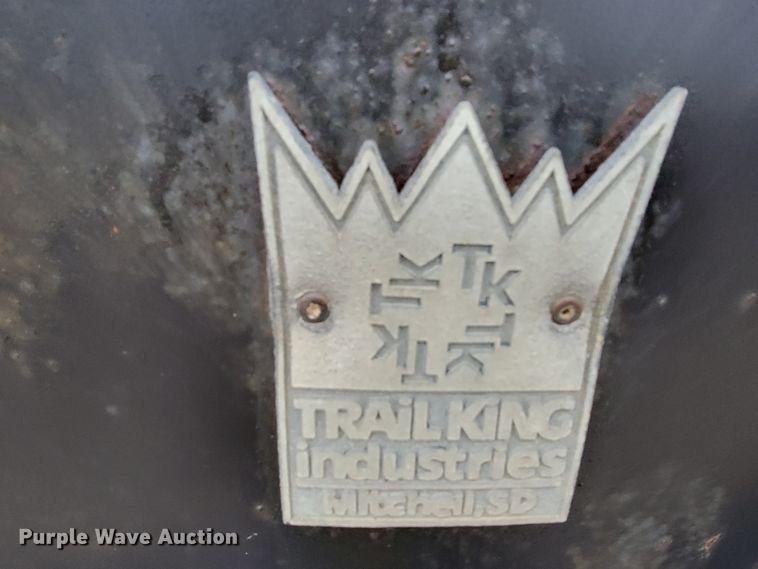 TK TK
TK TK
TRAiL KiNG
industries
Mitchell, SD
Purple Wave Auction